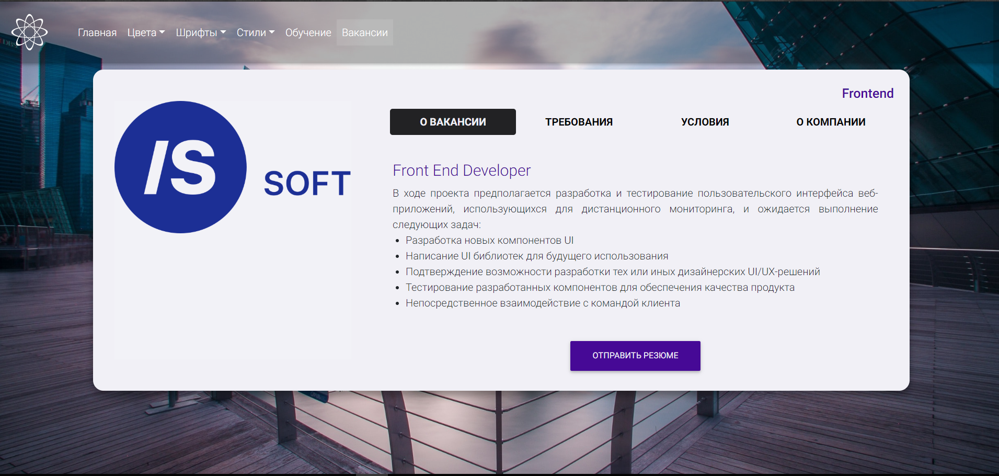 Главная Цвета Шрифты Стили Обучение Вакансии
Frontend
/S SOFT
О ВАКАНСИИ ТРЕБОВАНИЯ УСЛОВИЯ О КОМПАНИИ
Front End Developer
В ходе проекта предполагается разработка и тестирование пользовательского интерфейса веб-
приложений, использующихся для дистанционного мониторинга, и ожидается выполнение
следующих задач:
• Разработка новых компонентов UI
• Написание UI библиотек для будущего использования
• Подтверждение возможности разработки тех или иных дизайнерских UI/UX-решений
• Тестирование разработанных компонентов для обеспечения качества продукта
• Непосредственное взаимодействие с командой клиента
ОТПРАВИТЬ РЕЗЮМЕ